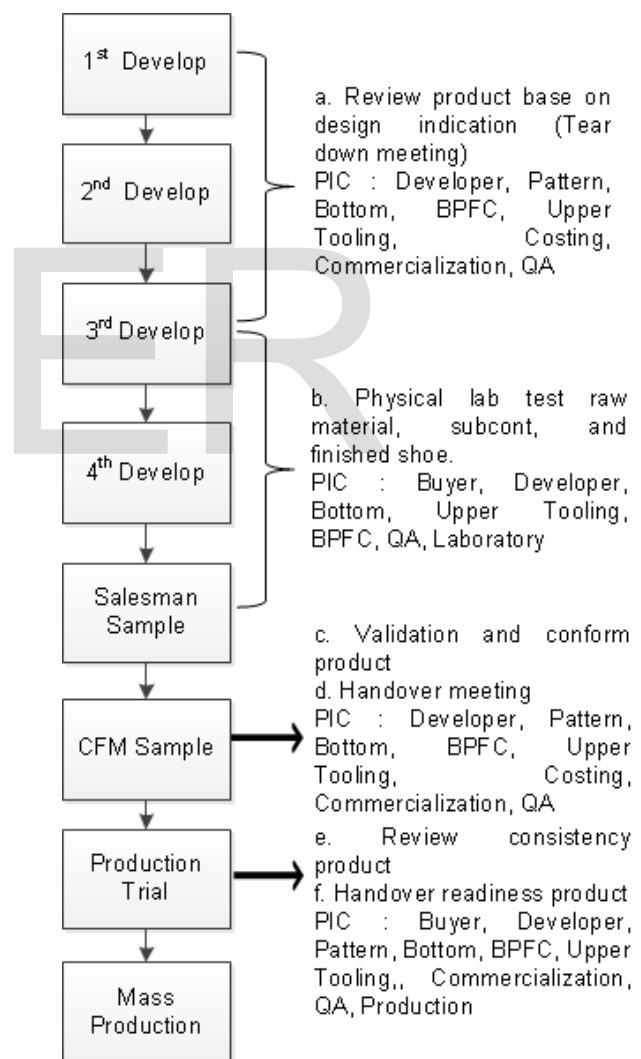 1st Develop
2nd Develop
3rd Develop
4th Develop
Salesman
Sample
CFM Sample
Production
Trial
Mass
Production
a. Review product base on
design indication (Tear
down meeting)
PIC : Developer, Pattern,
Bottom, BPFC, Upper
Tooling, Costing,
Commercialization, QA
b. Physical lab test raw
material, subcont, and
finished shoe.
PIC : Buyer, Developer,
Bottom, Upper Tooling,
BPFC, QA, Laboratory
c. Validation and conform
product
d. Handover meeting
PIC : Developer, Pattern,
Bottom, BPFC, Upper
Tooling, Costing,
Commercialization, QA
e. Review consistency
product
f. Handover readiness product
PIC : Buyer, Developer,
Pattern, Bottom, BPFC, Upper
Tooling,, Commercialization,
QA, Production
ER